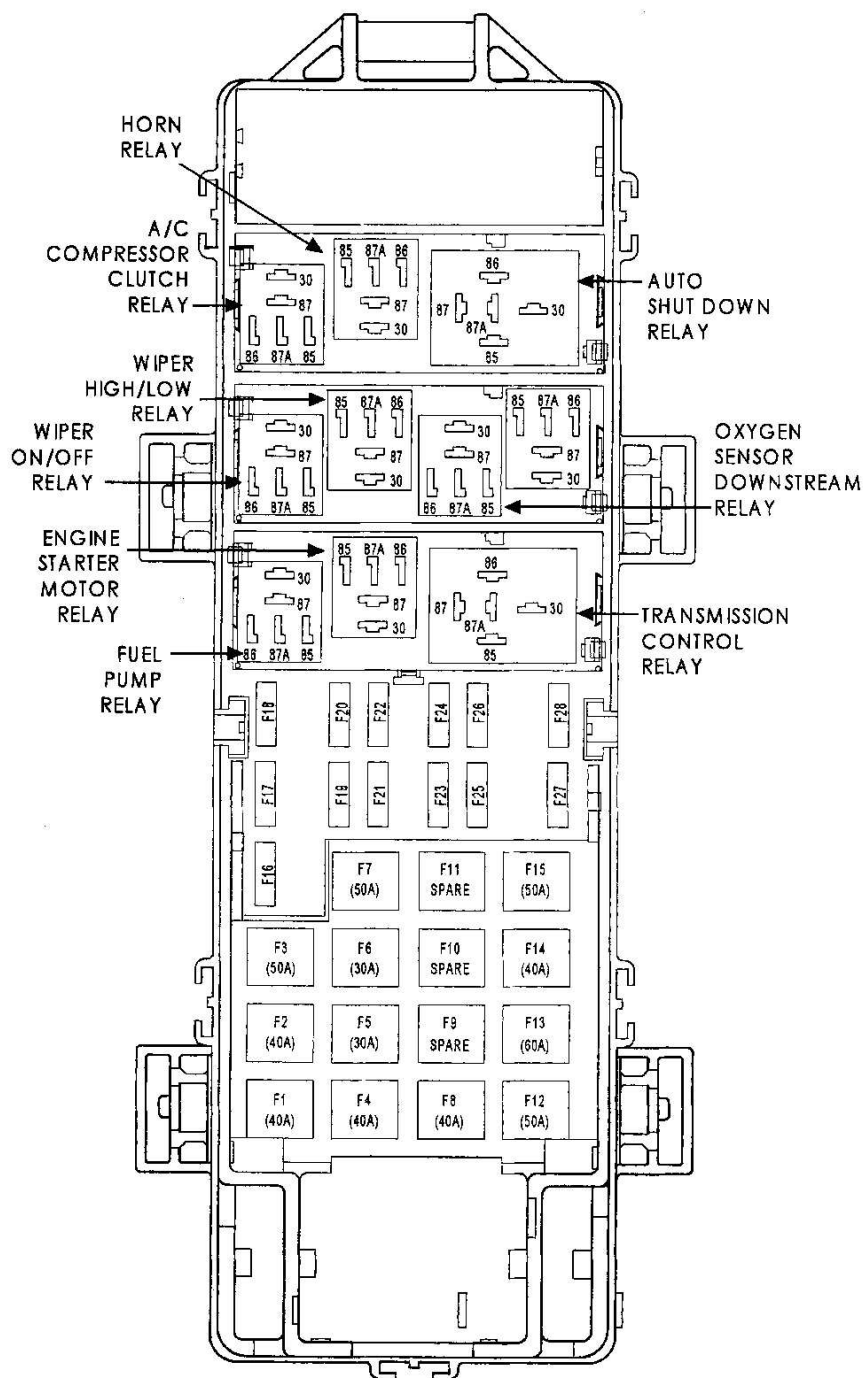 HORN
RELAY
A/C
COMPRESSOR
CLUTCH
RELAY
85 87A 86
87
30
30
87
86 87A 85
86
87
87A
30
85
AUTO
SHUT DOWN
RELAY
WIPER
HIGH/LOW
RELAY
WIPER
ON/OFF
RELAY
85 87A 86
87
30
30
87
86 87A 85
30
87
86 87A 85
85 87A 86
87
30
OXYGEN
SENSOR
DOWNSTREAM
RELAY
ENGINE
STARTER
MOTOR
RELAY
FUEL
PUMP
RELAY
85 87A 86
87
30
30
87
86 87A 85
86
87
87A
30
85
TRANSMISSION
CONTROL
RELAY
F18 F20 F22 F24 F26 F28
F17 F19 F21 F23 F25 F27
F16
F7 F11 F15
(50A) SPARE (50A)
F3 F6 F10 F14
(50A) (30A) SPARE (40A)
F2 F5 F9 F13
(40A) (30A) SPARE (60A)
F1 F4 F8 F12
(40A) (40A) (40A) (50A)